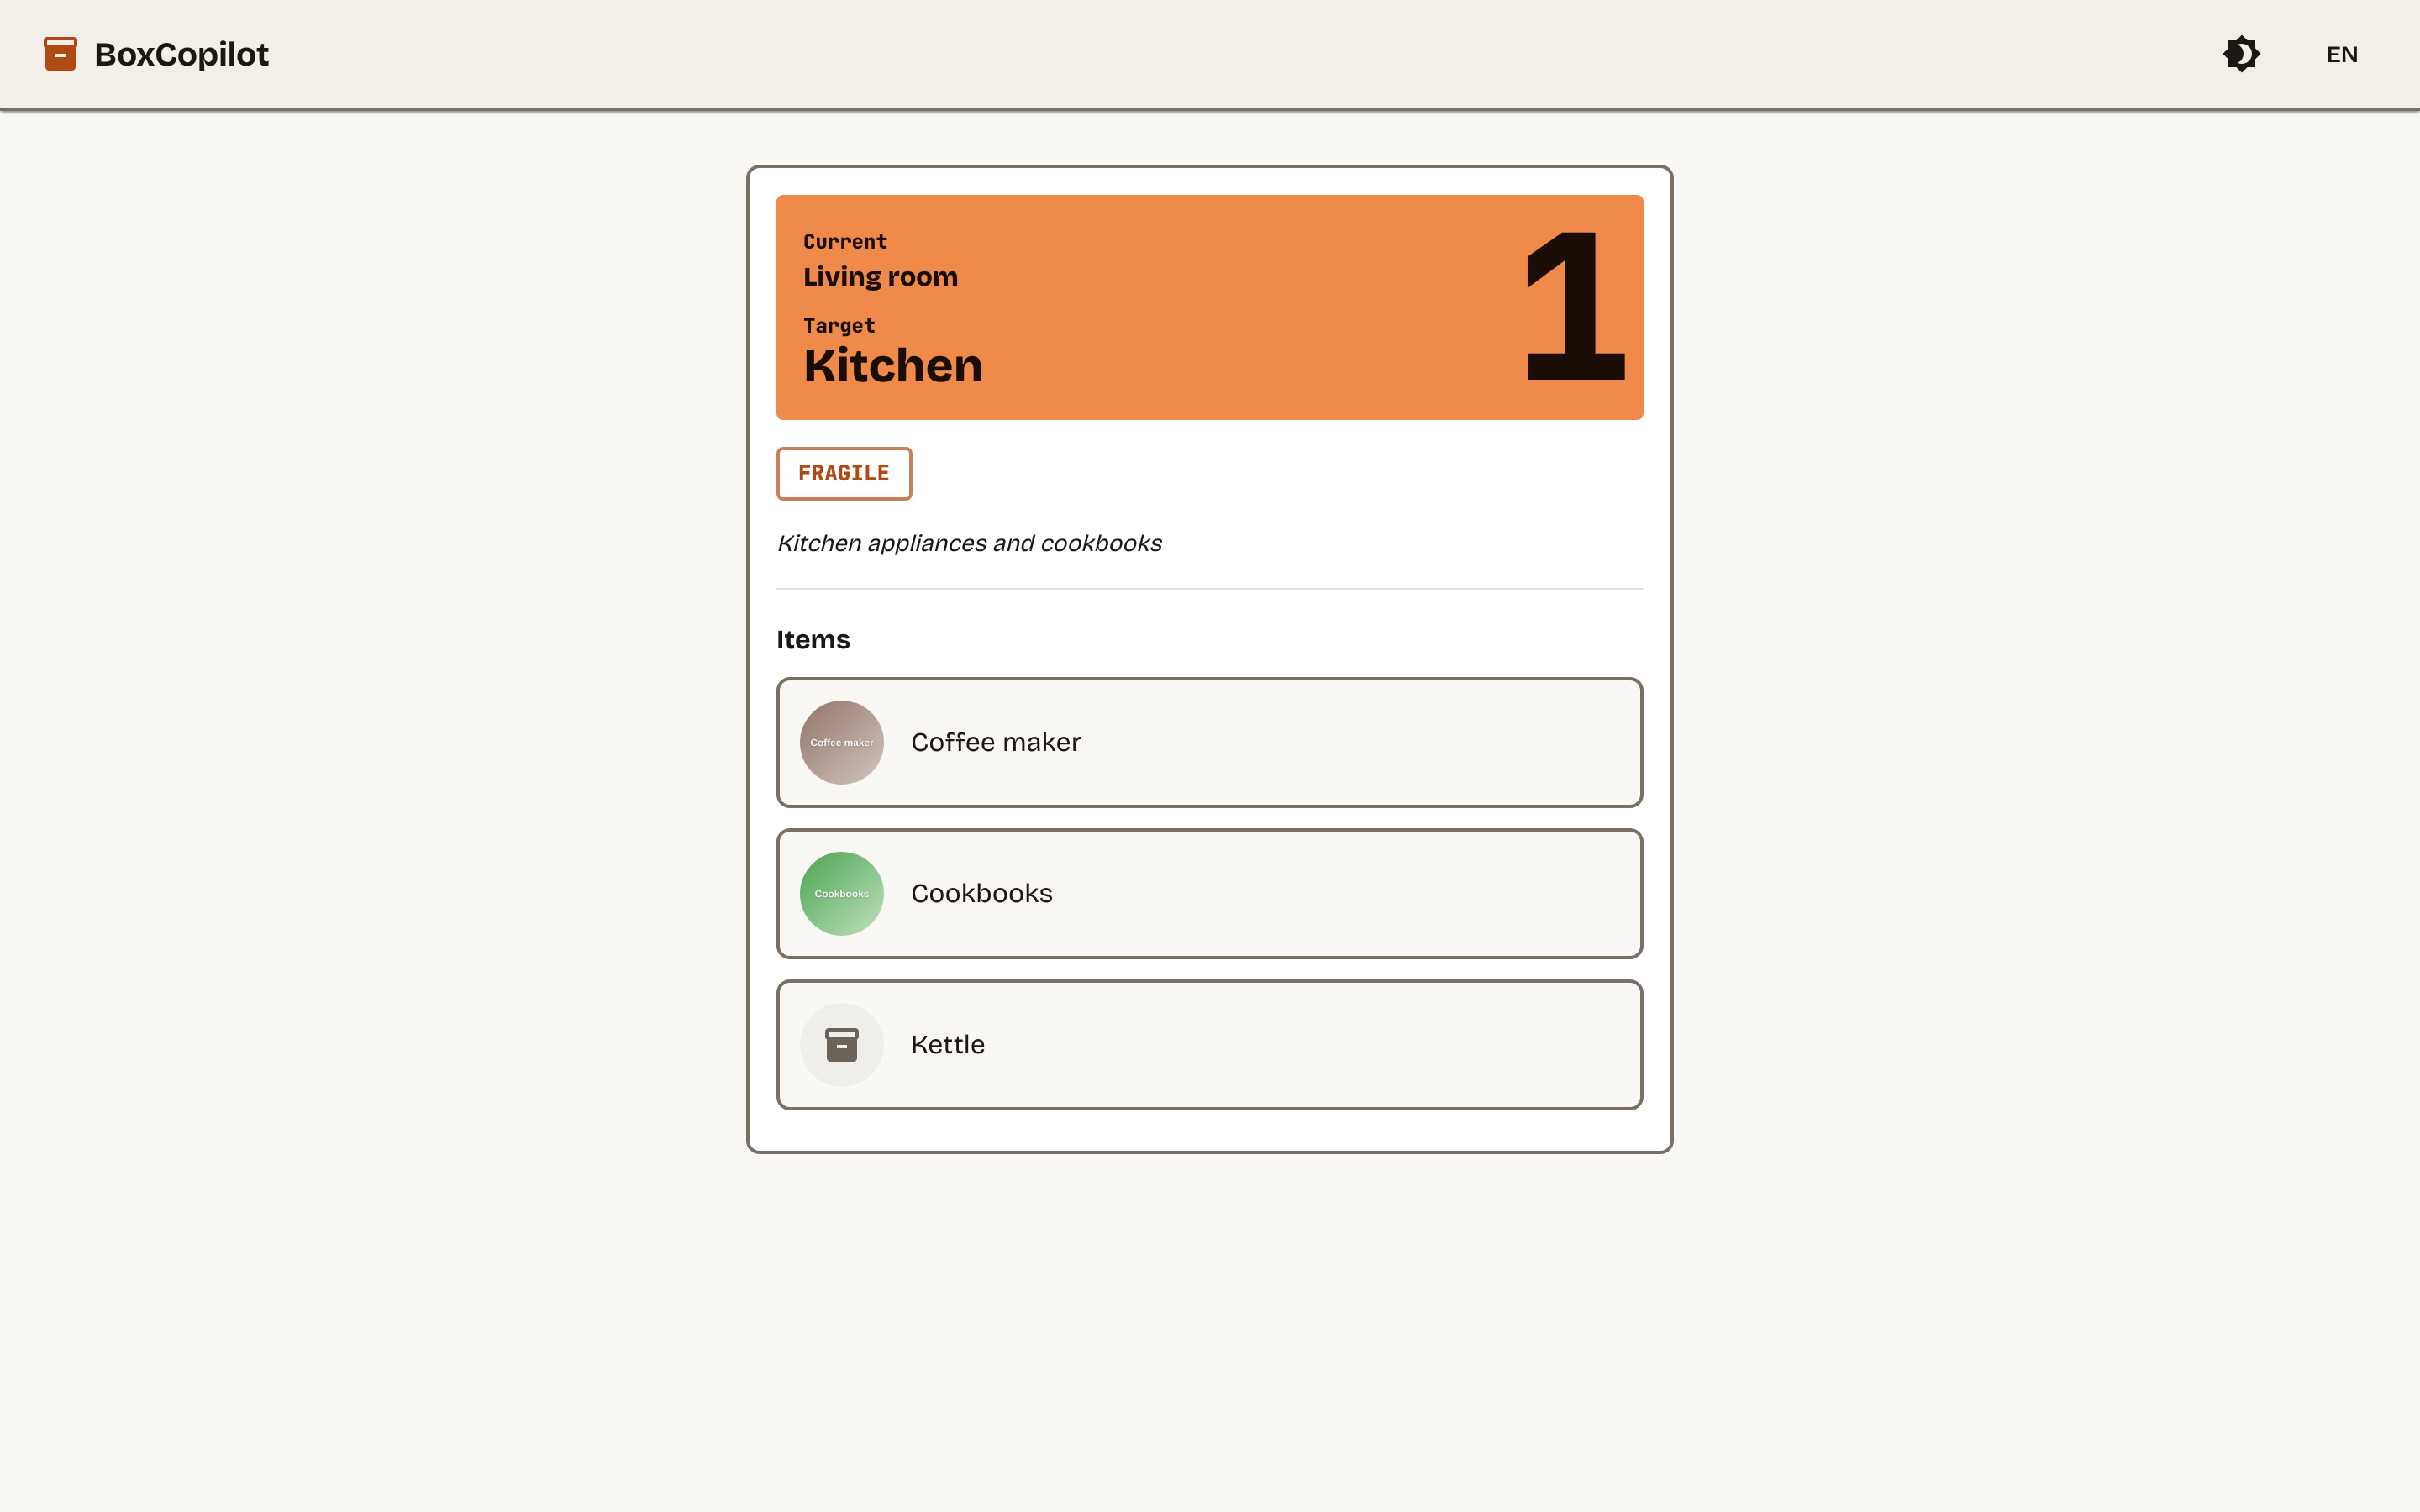 BoxCopilot
EN
Current
Living room
Target
Kitchen
1
FRAGILE
Kitchen appliances and cookbooks
Items
Coffee maker
Coffee maker
Cookbooks
Cookbooks
Kettle